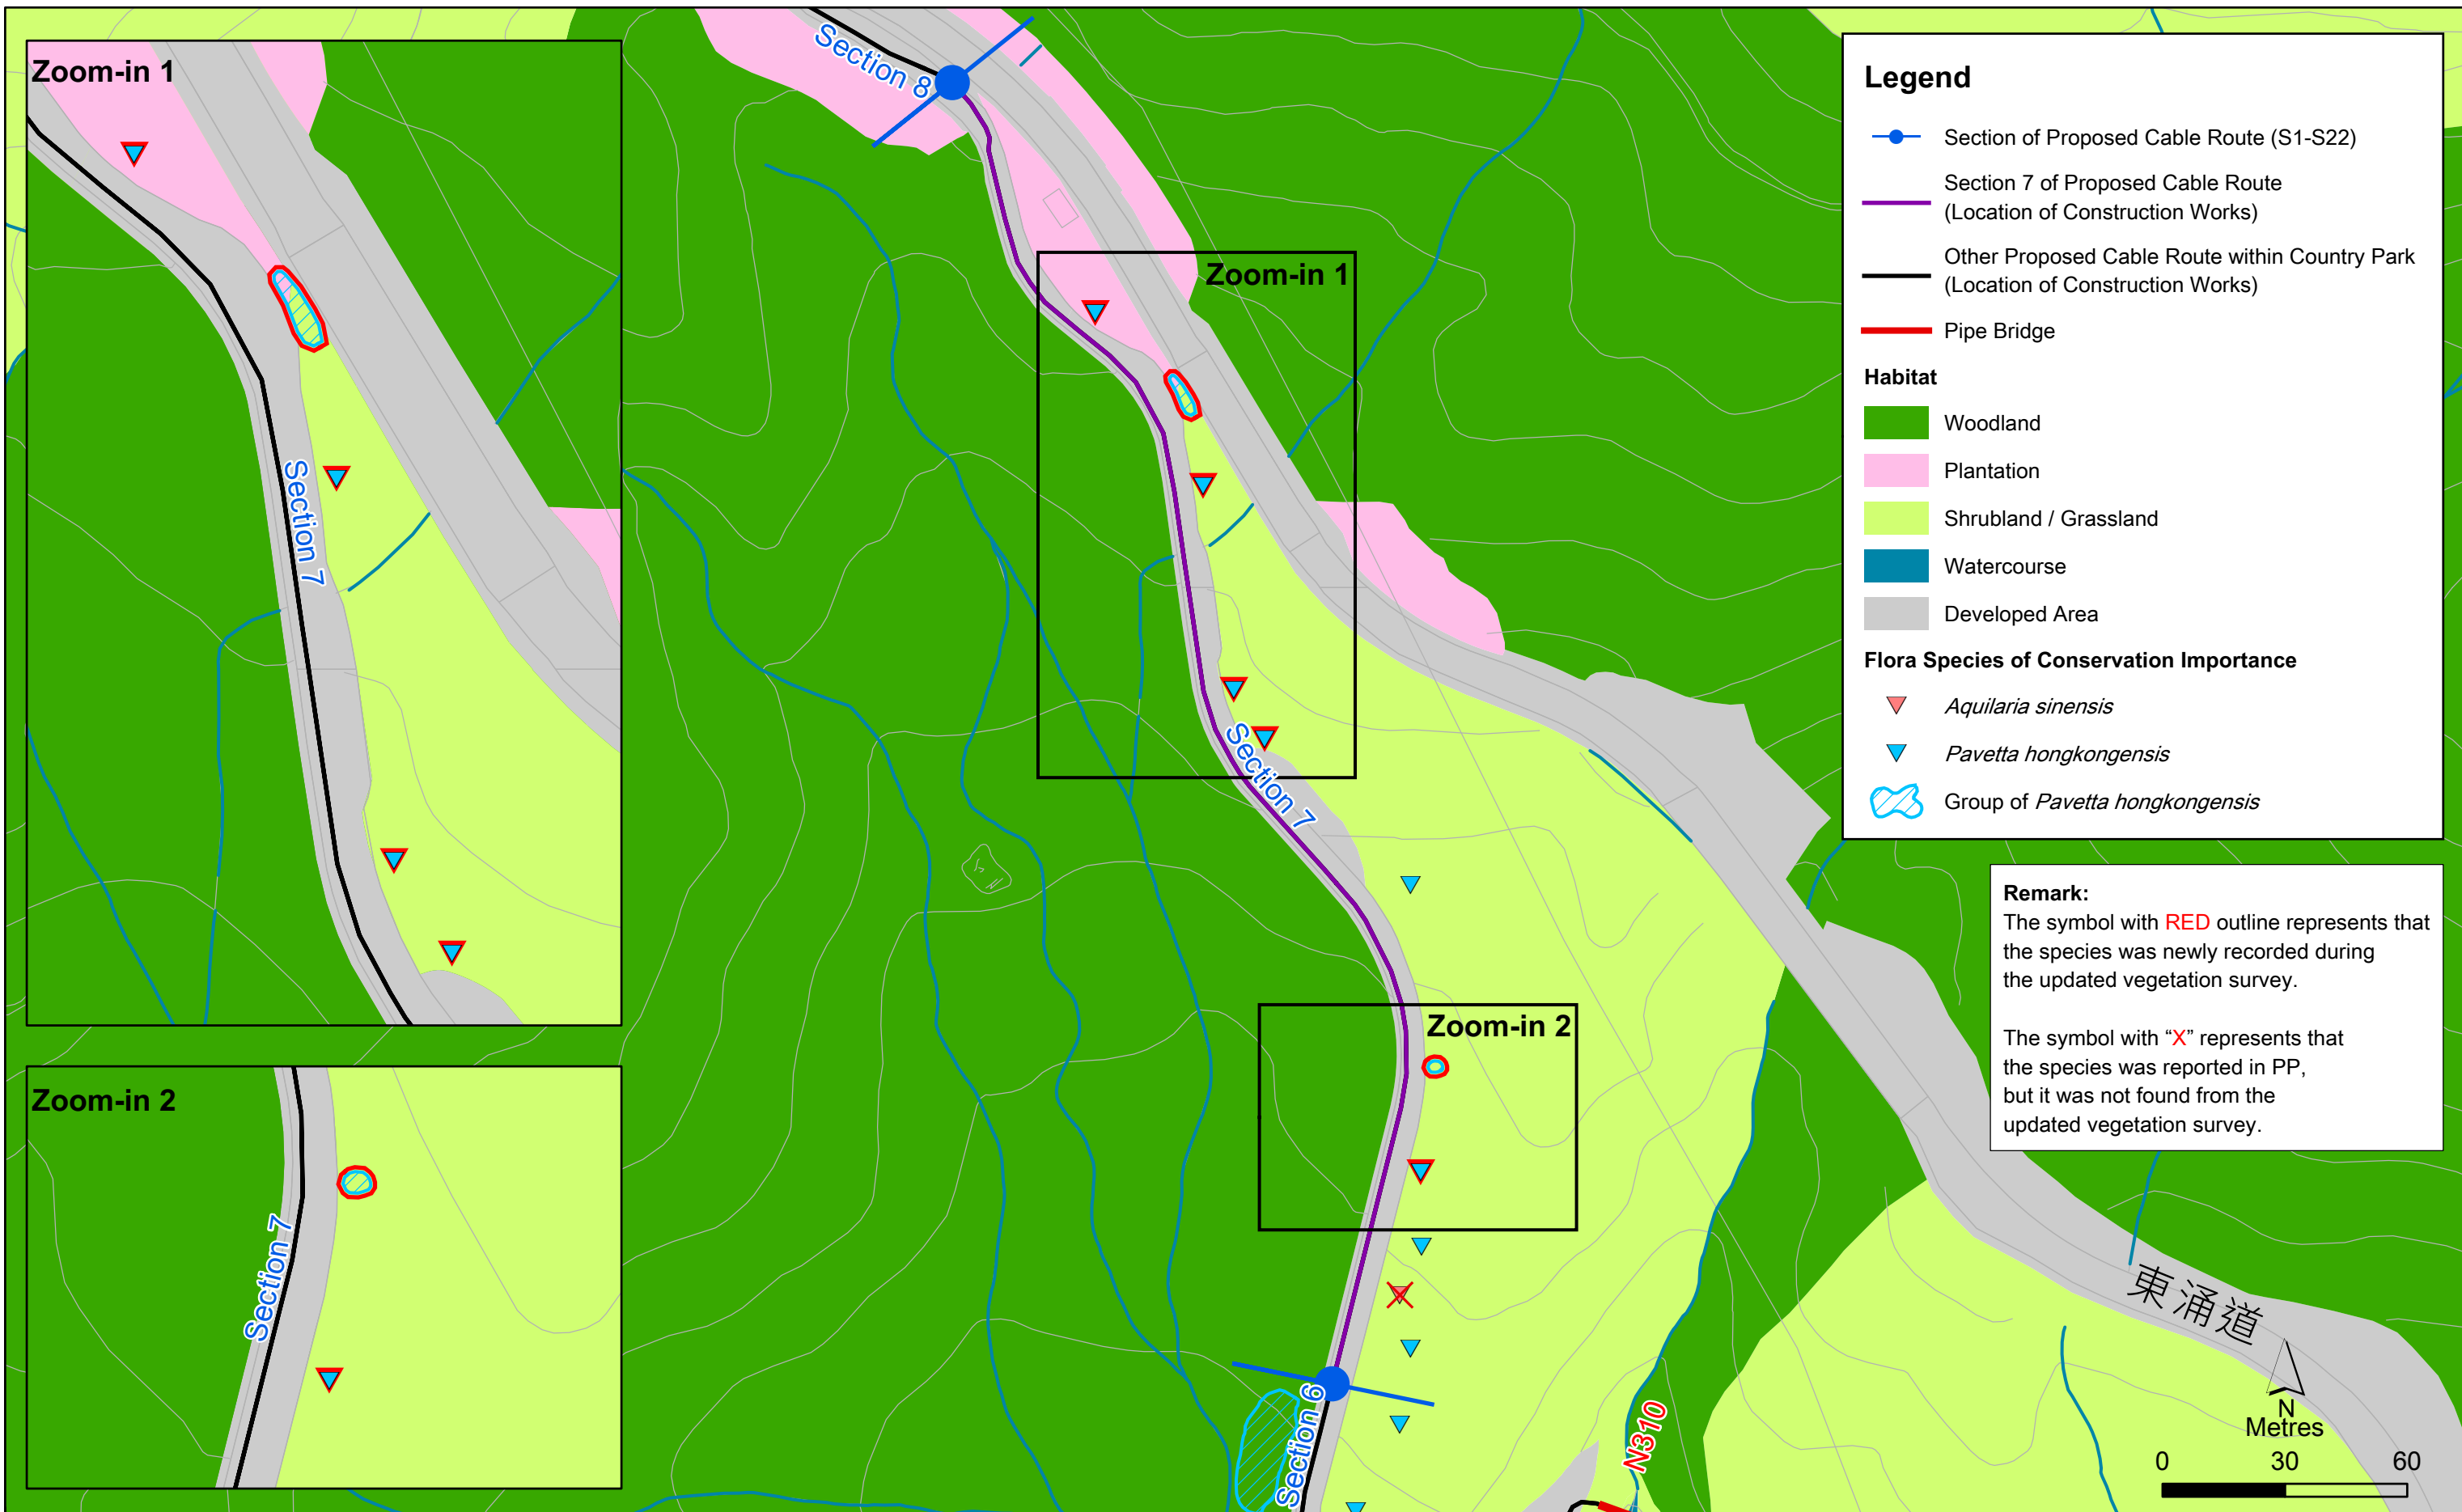 Zoom-in 1
Section 7
Zoom-in 2
Section 7
Section 8
Zoom-in 1
Section 7
Zoom-in 2
Section 6
N310
東涌道
Legend
Section of Proposed Cable Route (S1-S22)
Section 7 of Proposed Cable Route
(Location of Construction Works)
Other Proposed Cable Route within Country Park
(Location of Construction Works)
Pipe Bridge
Habitat
Woodland
Plantation
Shrubland / Grassland
Watercourse
Developed Area
Flora Species of Conservation Importance
Aquilaria sinensis
Pavetta hongkongensis
Group of Pavetta hongkongensis
Remark:
The symbol with RED outline represents that
the species was newly recorded during
the updated vegetation survey.
The symbol with “X” represents that
the species was reported in PP,
but it was not found from the
updated vegetation survey.
N
Metres
0 30 60